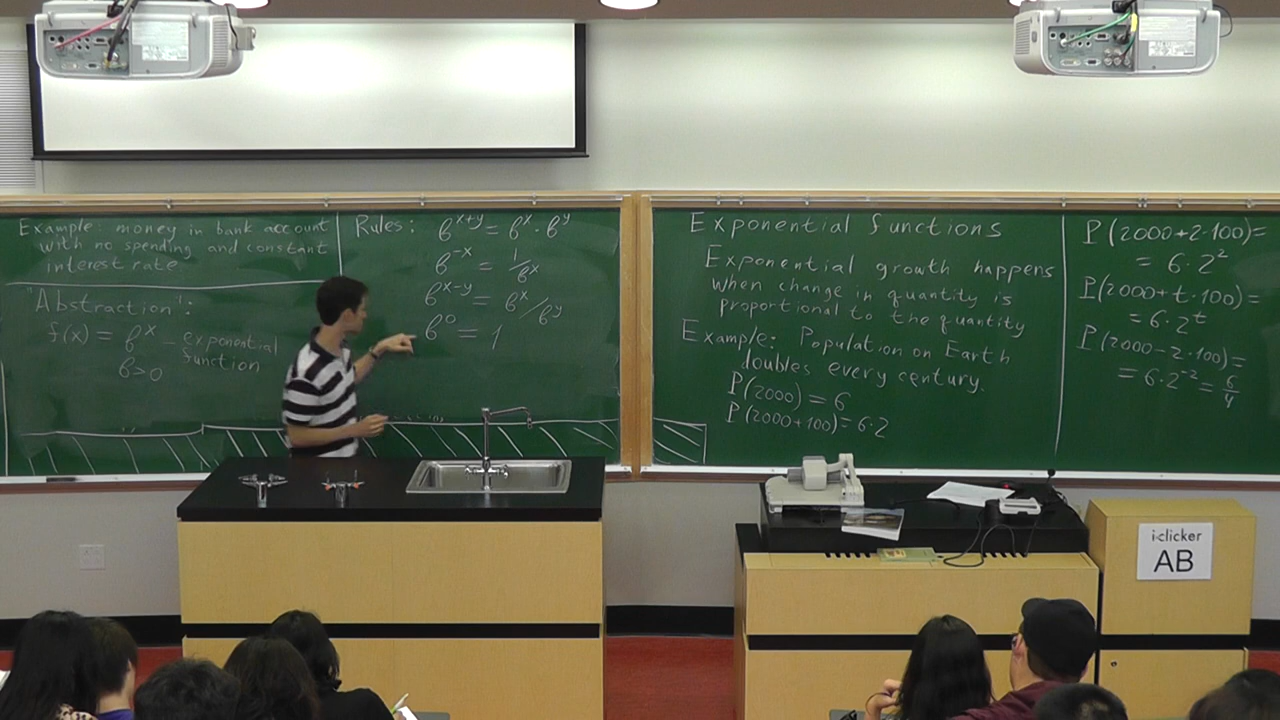 Example: money in bank account
with no spending and constant
interest rate
"Abstraction":
f(x) = b^x – exponential
function
b>0
Rules: b^{x+y} = b^x · b^y
b^{-x} = 1/b^x
b^{x-y} = b^x/b^y
b^0 = 1
Exponential functions
Exponential growth happens
when change in quantity is
proportional to the quantity
Example: Population on Earth
doubles every century.
P(2000) = 6
P(2000+100) = 6·2
P(2000+2·100) =
= 6·2^2
P(2000+t·100) =
= 6·2^t
P(2000-2·100) =
= 6·2^{-2} = 6/4
i-clicker
AB